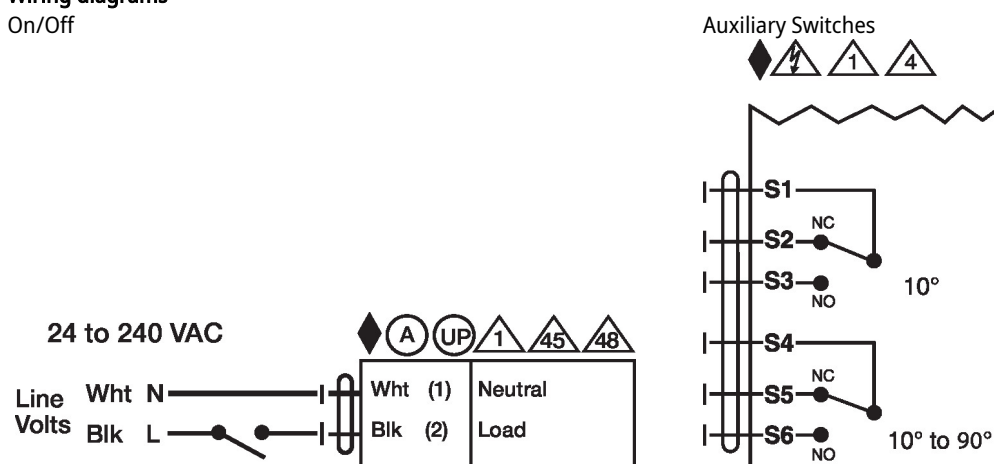 Wiring diagrams
On/Off
Auxiliary Switches
1 4
S1
NC
S2
S3
NO
10°
S4
NC
S5
S6
NO
10° to 90°
24 to 240 VAC
A UP 1 45 48
Line Volts
Wht N
Wht (1) Neutral
Blk L
Blk (2) Load